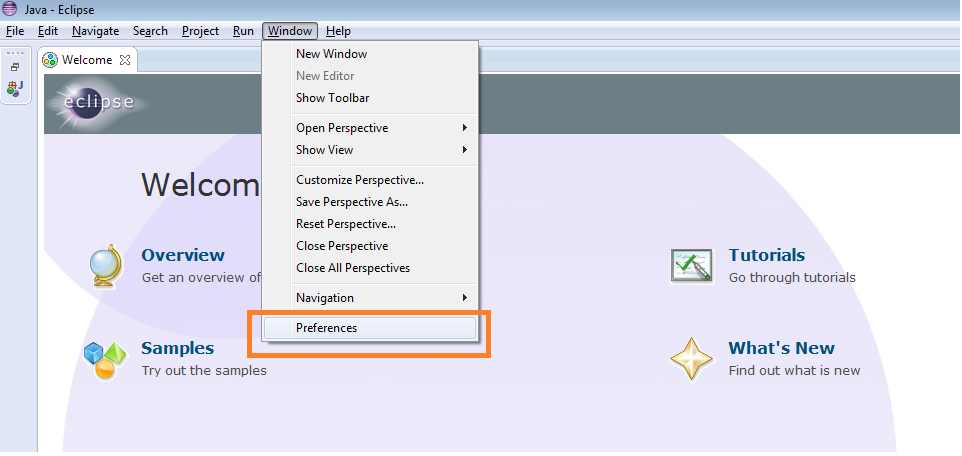 Java - Eclipse
File Edit Navigate Search Project Run Window Help
Welcome
eclipse
New Window
New Editor
Show Toolbar
Open Perspective
Show View
Customize Perspective...
Save Perspective As...
Reset Perspective...
Close Perspective
Close All Perspectives
Navigation
Preferences
Welcom
Overview
Get an overview of
Tutorials
Go through tutorials
Samples
Try out the samples
What's New
Find out what is new